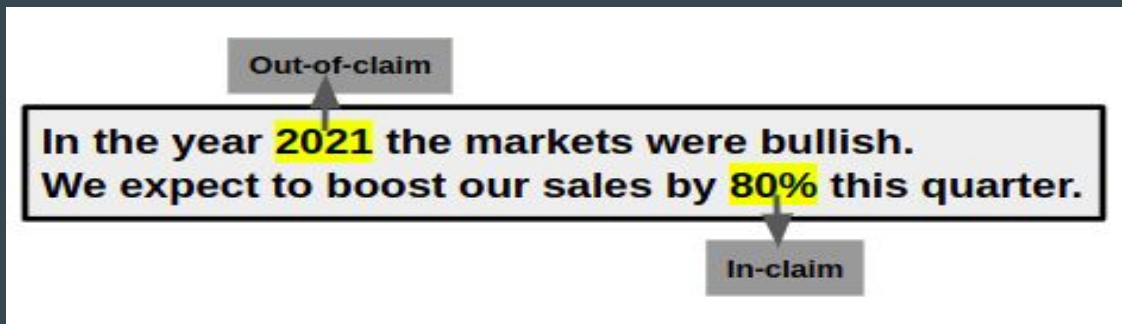 Out-of-claim
In the year 2021 the markets were bullish.
We expect to boost our sales by 80% this quarter.
In-claim